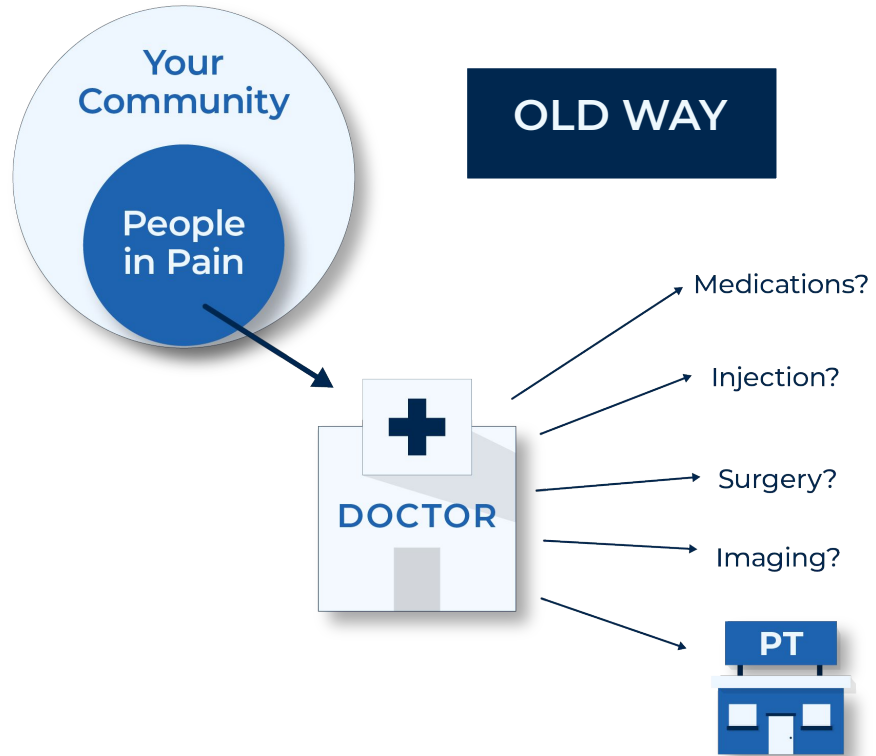 Your
Community
OLD WAY
People
in Pain
Medications?
Injection?
Surgery?
DOCTOR
Imaging?
PT